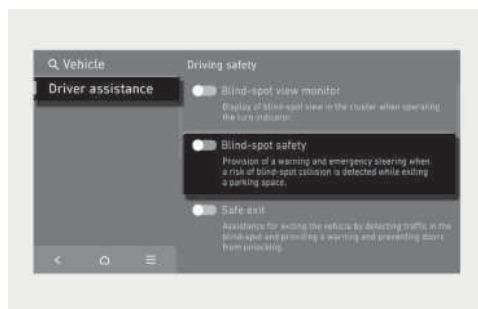 Vehicle
Driver assistance
Driving safety
Blind-spot view monitor
Display of blind-spot view in the cluster when operating
the turn indicator.
Blind-spot safety
Provision of a warning and emergency steering when
a risk of blind-spot collision is detected while exiting
a parking space.
Safe exit
Assistance for exiting the vehicle by detecting traffic in the
blind-spot and providing a warning and preventing doors
from unlocking.